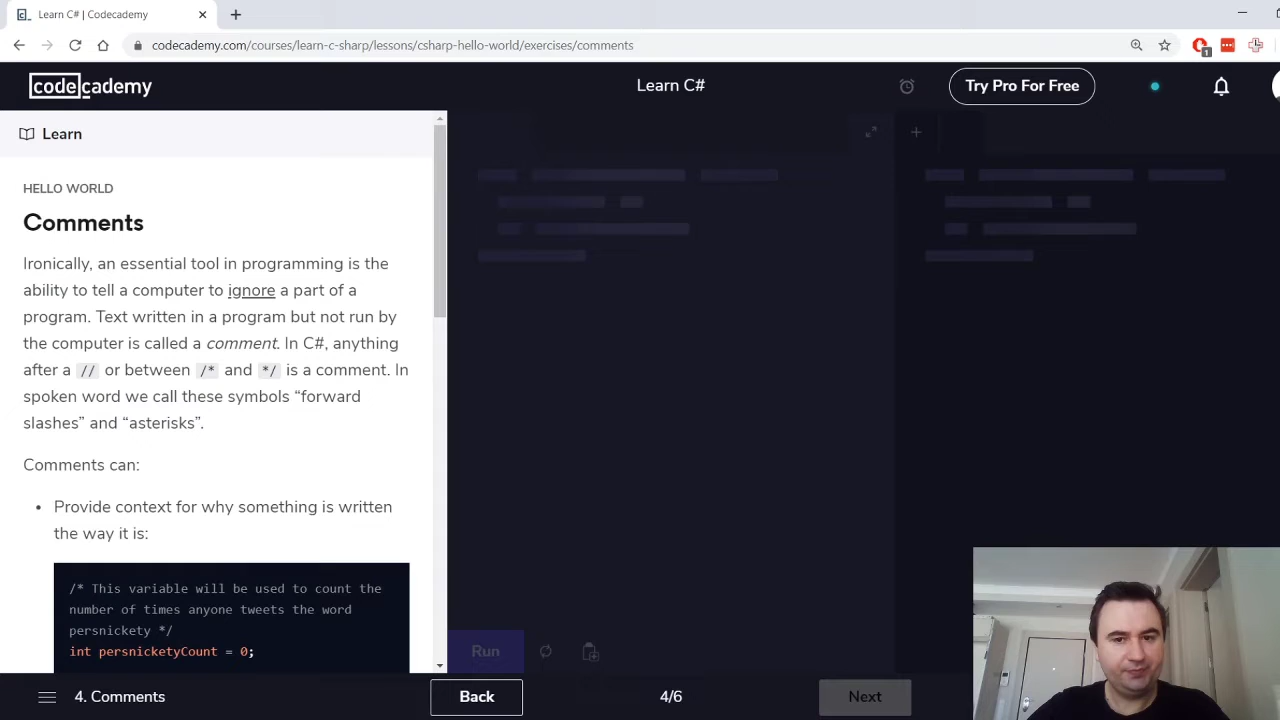 Learn C# | Codecademy
codecademy.com/courses/learn-c-sharp/lessons/csharp-hello-world/exercises/comments
1
codecademy
Learn C#
Try Pro For Free
Learn
HELLO WORLD
Comments
Ironically, an essential tool in programming is the
ability to tell a computer to ignore a part of a
program. Text written in a program but not run by
the computer is called a comment. In C#, anything
after a // or between /* and */ is a comment. In
spoken word we call these symbols “forward
slashes” and “asterisks”.
Comments can:
• Provide context for why something is written
the way it is:
/* This variable will be used to count the
number of times anyone tweets the word
persnickety */
int persnicketyCount = 0;
Run
4. Comments
Back
4/6
Next